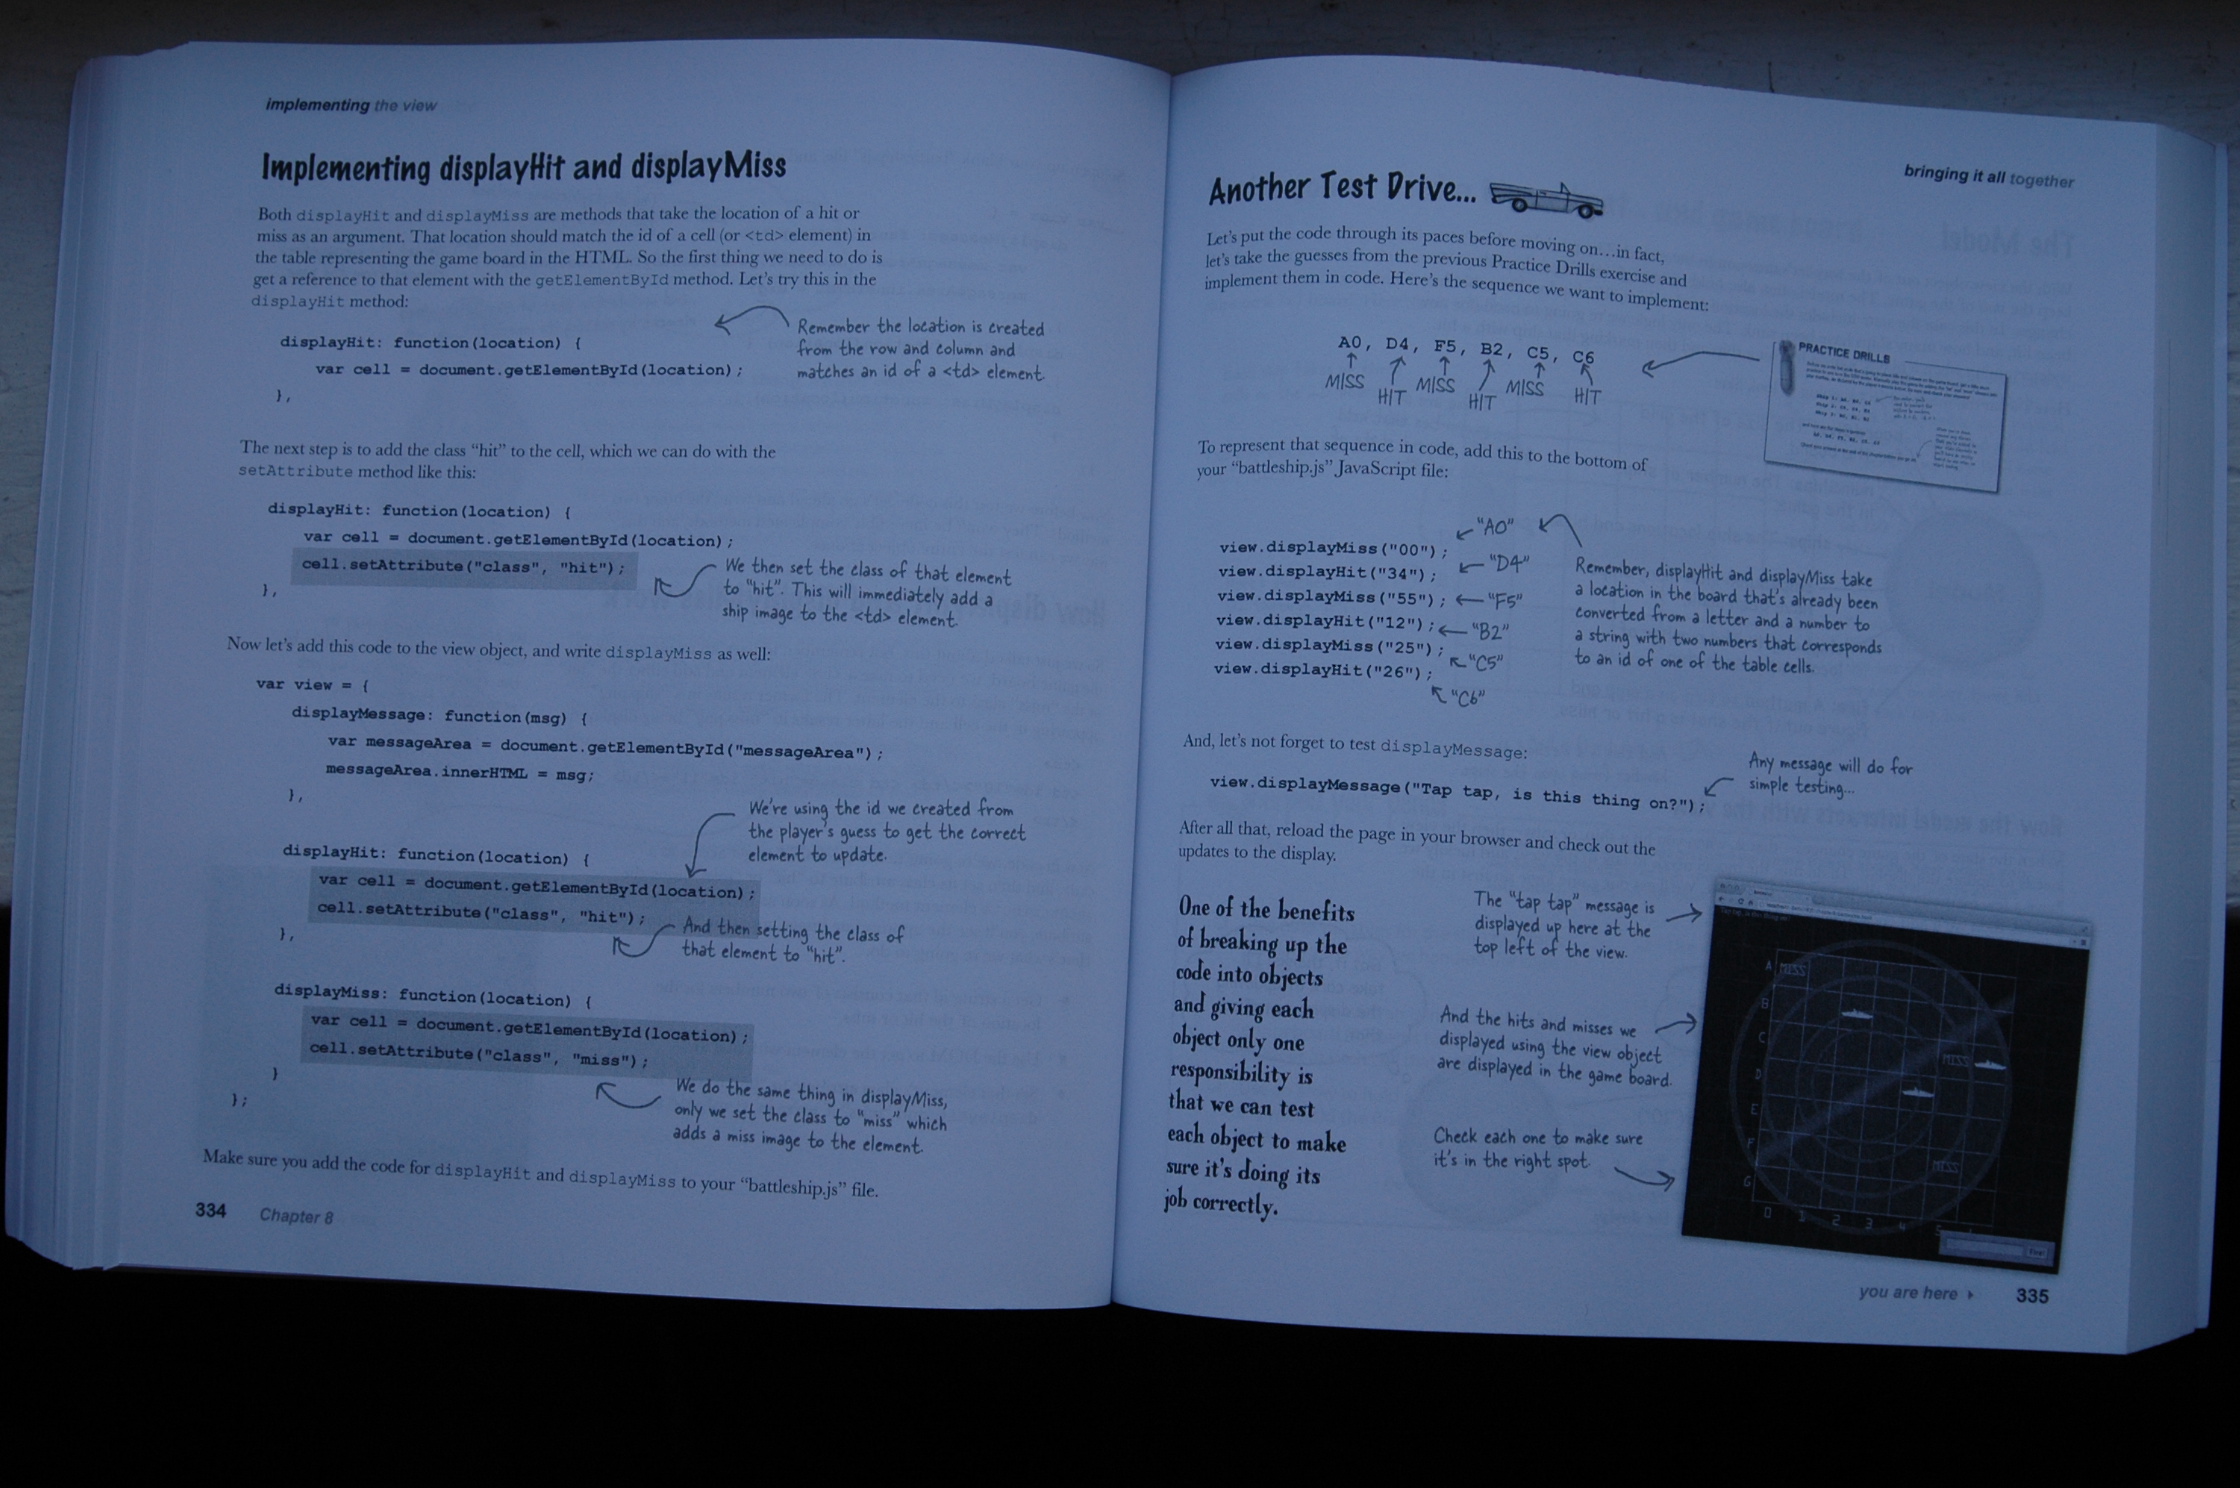 implementing the view
Implementing displayHit and displayMiss
Both displayHit and displayMiss are methods that take the location of a hit or
miss as an argument. That location should match the id of a cell (or <td> element) in
the table representing the game board in the HTML. So the first thing we need to do is
get a reference to that element with the getElementById method. Let's try this in the
displayHit method:
displayHit: function(location) {
var cell = document.getElementById(location);
},
Remember the location is created
from the row and column and
matches an id of a <td> element.
The next step is to add the class "hit" to the cell, which we can do with the
setAttribute method like this:
displayHit: function(location) {
var cell = document.getElementById(location);
cell.setAttribute("class", "hit");
},
We then set the class of that element
to "hit". This will immediately add a
ship image to the <td> element.
Now let's add this code to the view object, and write displayMiss as well:
var view = {
displayMessage: function(msg) {
var messageArea = document.getElementById("messageArea");
messageArea.innerHTML = msg;
},
We're using the id we created from
the player's guess to get the correct
element to update.
displayHit: function(location) {
var cell = document.getElementById(location);
cell.setAttribute("class", "hit");
},
And then setting the class of
that element to "hit".
displayMiss: function(location) {
var cell = document.getElementById(location);
cell.setAttribute("class", "miss");
}
};
We do the same thing in displayMiss,
only we set the class to "miss" which
adds a miss image to the element.
Make sure you add the code for displayHit and displayMiss to your "battleship.js" file.
334 Chapter 8
bringing it all together
Another Test Drive...
Let's put the code through its paces before moving on...in fact,
let's take the guesses from the previous Practice Drills exercise and
implement them in code. Here's the sequence we want to implement:
A0, D4, F5, B2, C5, C6
MISS HIT MISS HIT MISS HIT
PRACTICE DRILLS
To represent that sequence in code, add this to the bottom of
your "battleship.js" JavaScript file:
view.displayMiss("00"); "A0"
view.displayHit("34"); "D4"
view.displayMiss("55"); "F5"
view.displayHit("12"); "B2"
view.displayMiss("25"); "C5"
view.displayHit("26"); "C6"
Remember, displayHit and displayMiss take
a location in the board that's already been
converted from a letter and a number to
a string with two numbers that corresponds
to an id of one of the table cells.
And, let's not forget to test displayMessage:
view.displayMessage("Tap tap, is this thing on?");
Any message will do for
simple testing...
After all that, reload the page in your browser and check out the
updates to the display.
One of the benefits
of breaking up the
code into objects
and giving each
object only one
responsibility is
that we can test
each object to make
sure it's doing its
job correctly.
The "tap tap" message is
displayed up here at the
top left of the view.
And the hits and misses we
displayed using the view object
are displayed in the game board.
Check each one to make sure
it's in the right spot.
A MISS
B
C
MISS
D
E
F
MISS
G
0 1 2 3 4 5
you are here 335